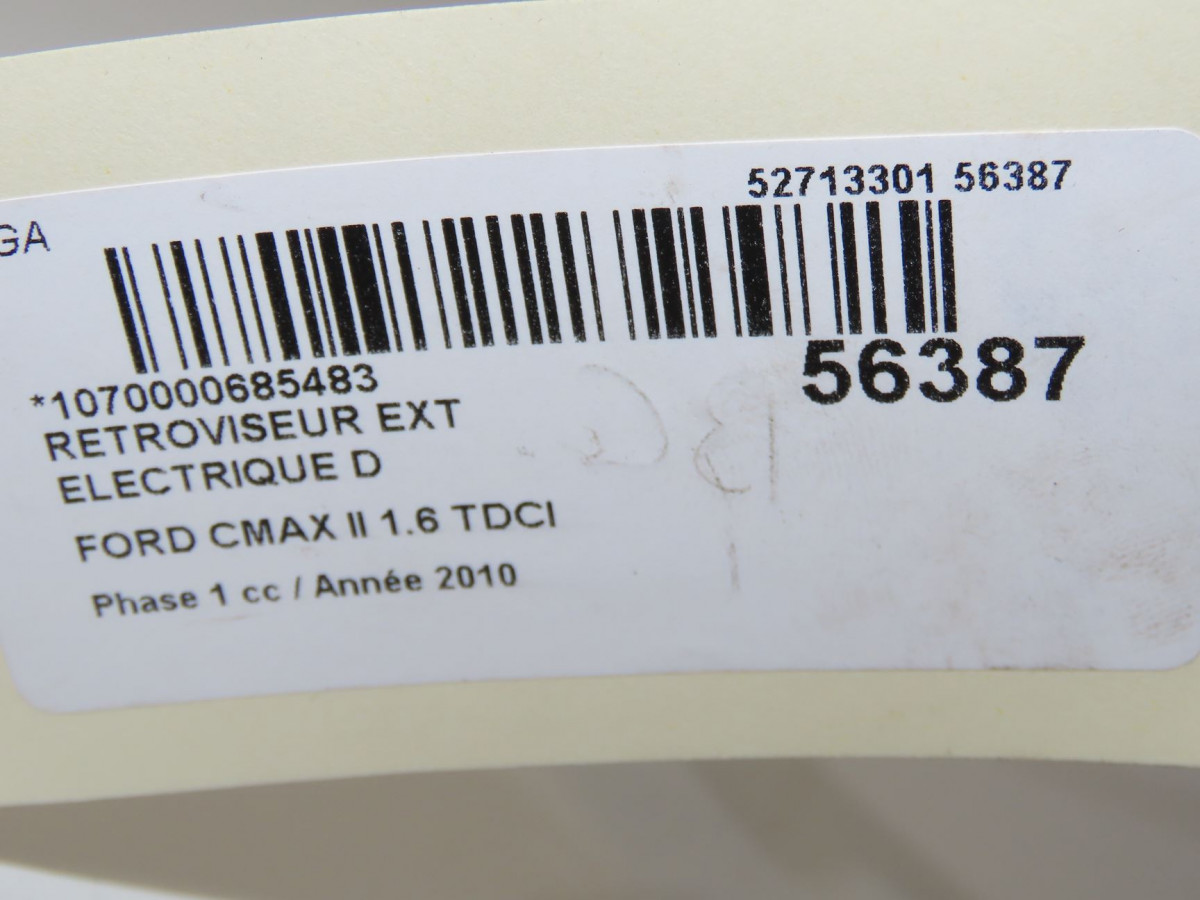 52713301 56387
GA
56387
*1070000685483
RETROVISEUR EXT
ELECTRIQUE D
FORD CMAX II 1.6 TDCI
Phase 1 cc / Année 2010